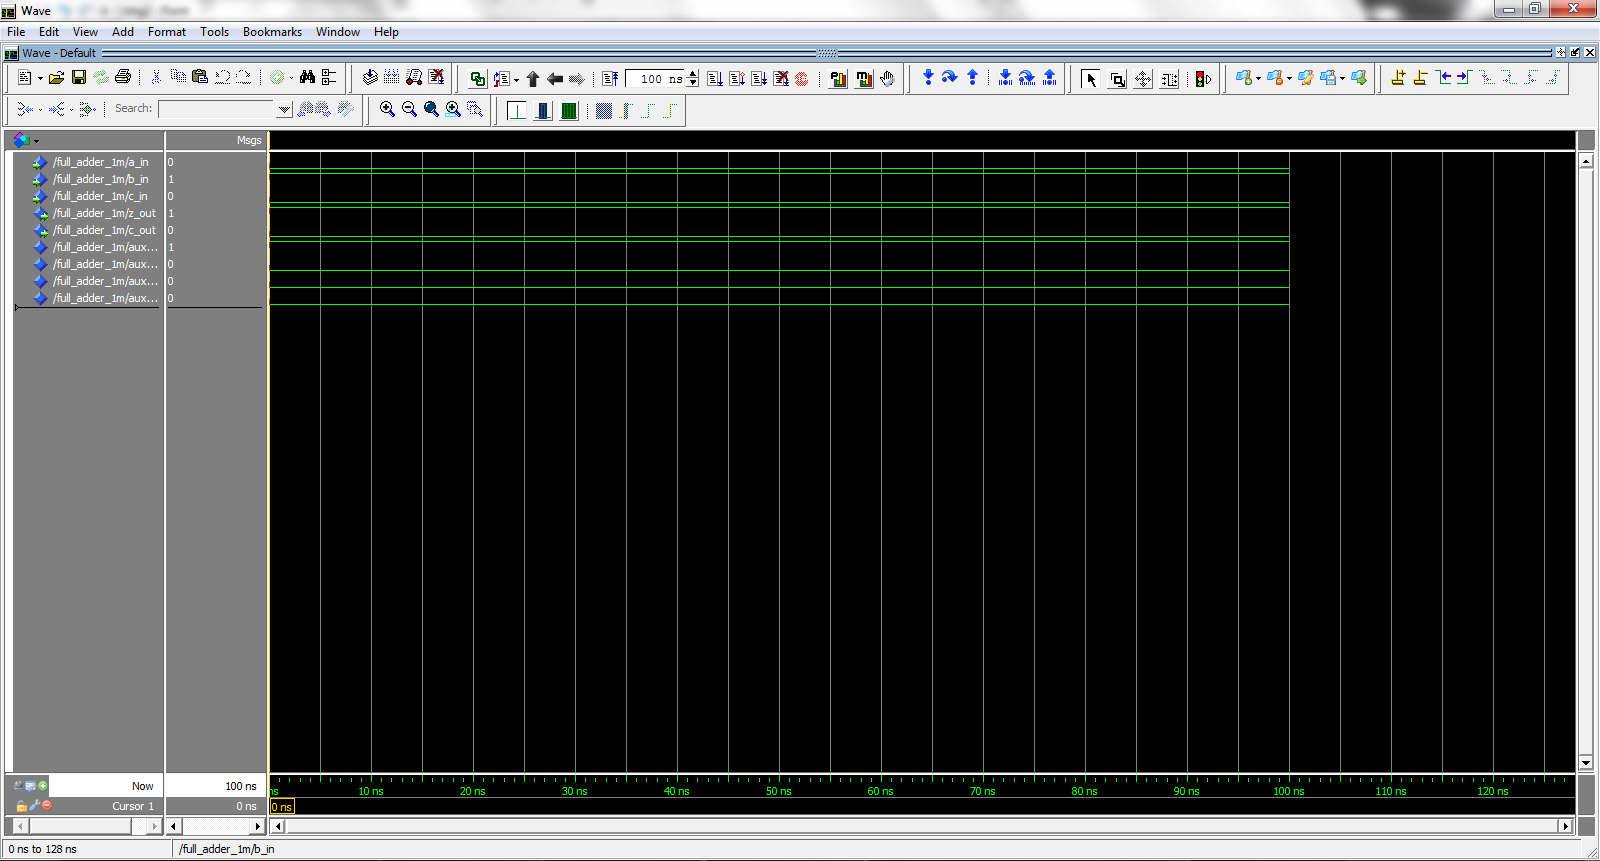 Wave
File Edit View Add Format Tools Bookmarks Window Help
Wave - Default
100 ns
Search:
Msgs
/full_adder_1m/a_in 0
/full_adder_1m/b_in 1
/full_adder_1m/c_in 0
/full_adder_1m/z_out 1
/full_adder_1m/c_out 0
/full_adder_1m/aux... 1
/full_adder_1m/aux... 0
/full_adder_1m/aux... 0
/full_adder_1m/aux... 0
Now 100 ns
ns 10 ns 20 ns 30 ns 40 ns 50 ns 60 ns 70 ns 80 ns 90 ns 100 ns 110 ns 120 ns
Cursor 1 0 ns 0 ns
0 ns to 128 ns /full_adder_1m/b_in